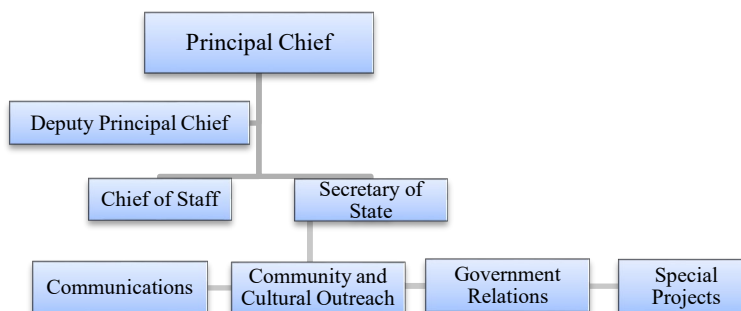 Principal Chief
Deputy Principal Chief
Chief of Staff
Secretary of
State
Communications
Community and
Cultural Outreach
Government
Relations
Special
Projects